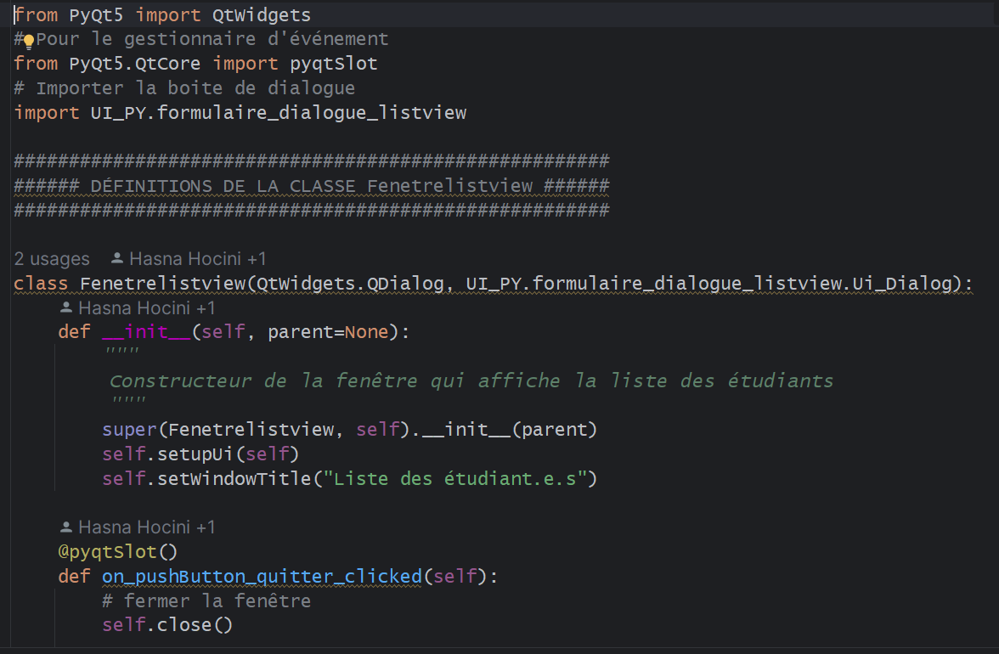 from PyQt5 import QtWidgets
# Pour le gestionnaire d'événement
from PyQt5.QtCore import pyqtSlot
# Importer la boite de dialogue
import UI_PY.formulaire_dialogue_listview
######################################################
###### DÉFINITIONS DE LA CLASSE Fenetrelistview ######
######################################################
2 usages Hasna Hocini +1
class Fenetrelistview(QtWidgets.QDialog, UI_PY.formulaire_dialogue_listview.Ui_Dialog):
Hasna Hocini +1
def __init__(self, parent=None):
"""
Constructeur de la fenêtre qui affiche la liste des étudiants
"""
super(Fenetrelistview, self).__init__(parent)
self.setupUi(self)
self.setWindowTitle("Liste des étudiant.e.s")
Hasna Hocini +1
@pyqtSlot()
def on_pushButton_quitter_clicked(self):
# fermer la fenêtre
self.close()